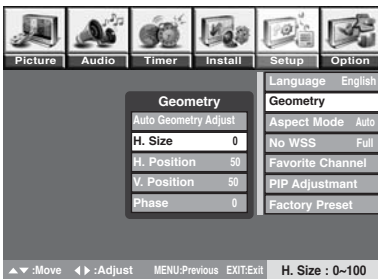 Picture Audio Timer Install Setup Option
Language English
Geometry
Aspect Mode Auto
No WSS Full
Favorite Channel
PIP Adjustmant
Factory Preset
Geometry
Auto Geometry Adjust
H. Size 0
H. Position 50
V. Position 50
Phase 0
▲▼ :Move ◀ ▶ :Adjust MENU:Previous EXIT:Exit H. Size : 0~100